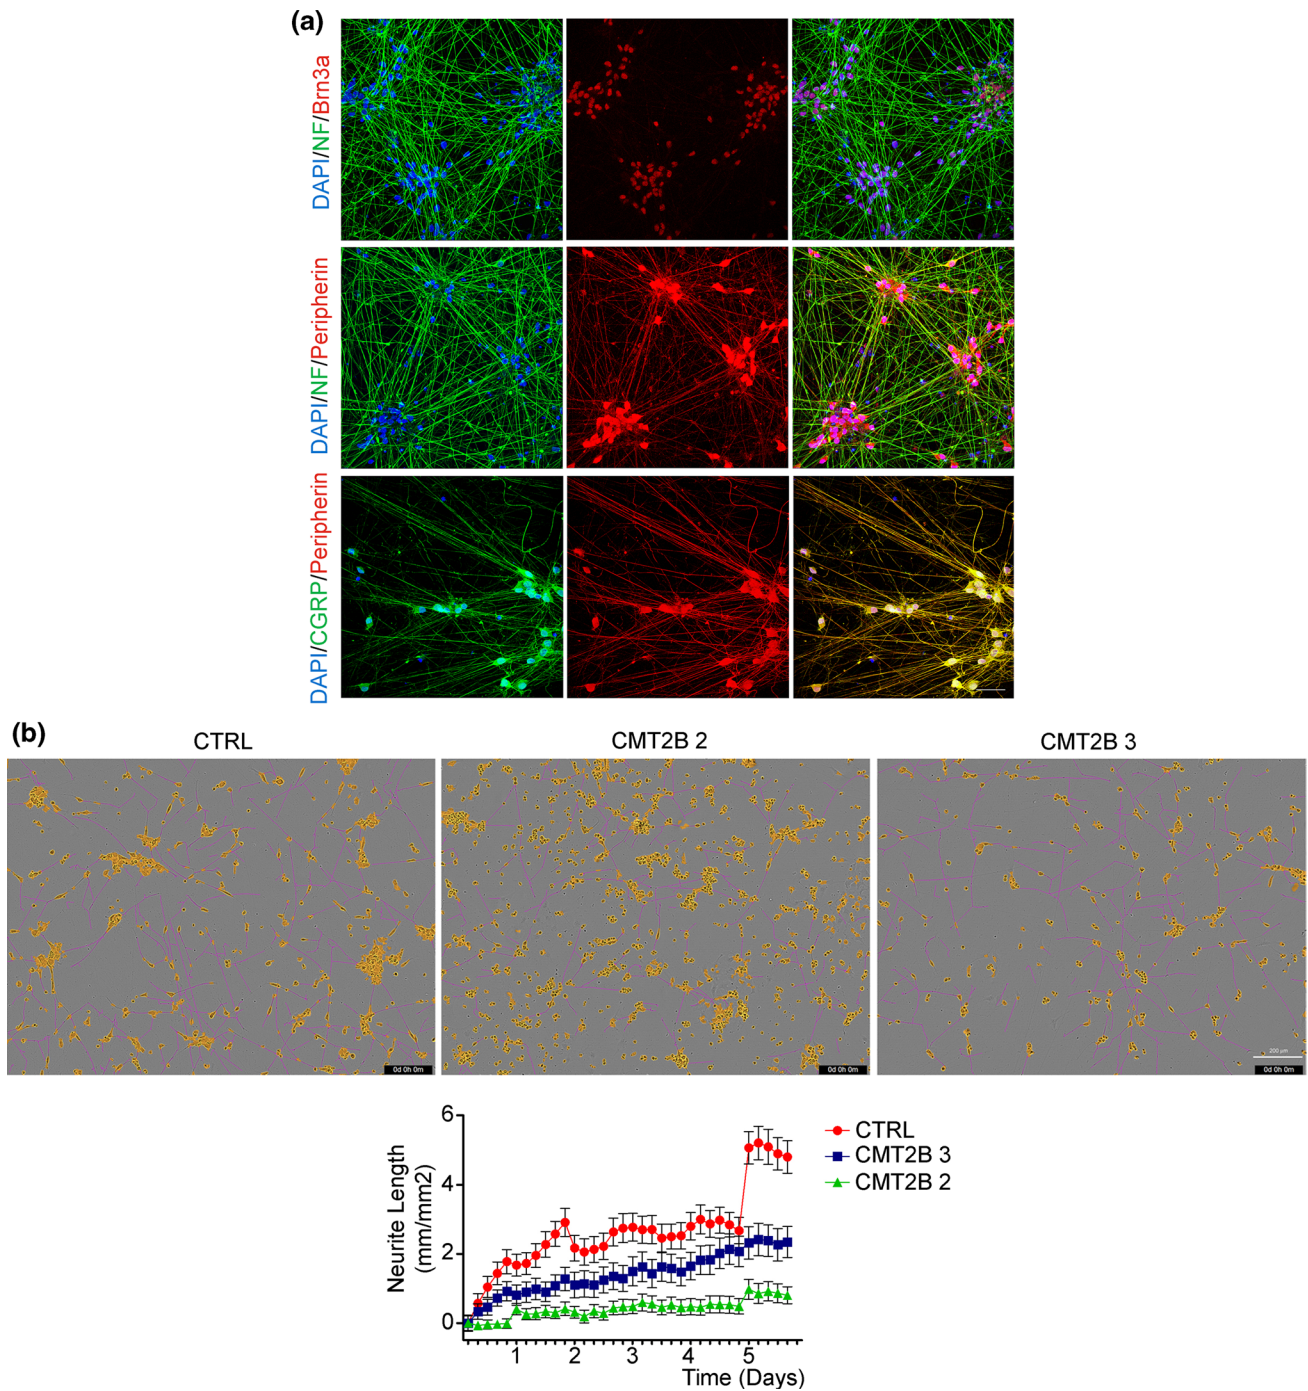 (a)
DAPI/NF/Brn3a
DAPI/NF/Peripherin
DAPI/CGRP/Peripherin
(b)
CTRL
CMT2B 2
CMT2B 3
200 µm
0d 0h 0m
0d 0h 0m
0d 0h 0m
6
4
2
0
Neurite Length
(mm/mm2)
CTRL
CMT2B 3
CMT2B 2
1 2 3 4 5
Time (Days)